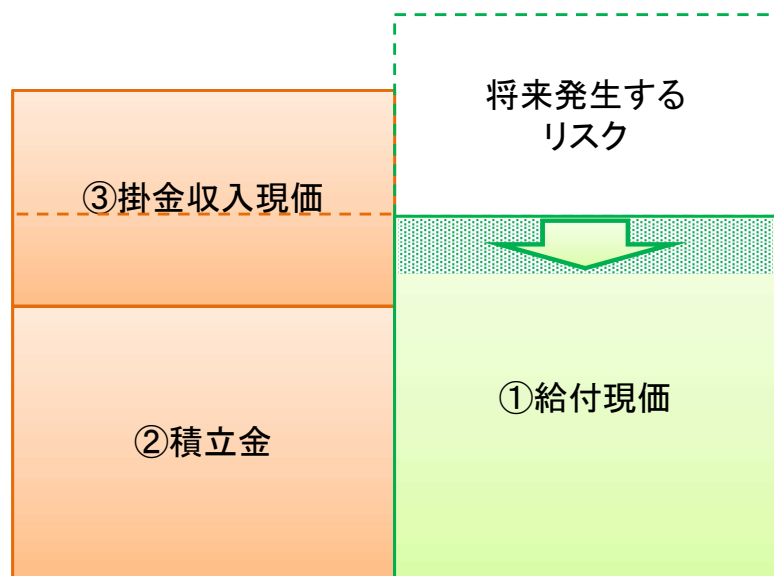 将来発生する
リスク
③掛金収入現価
①給付現価
②積立金